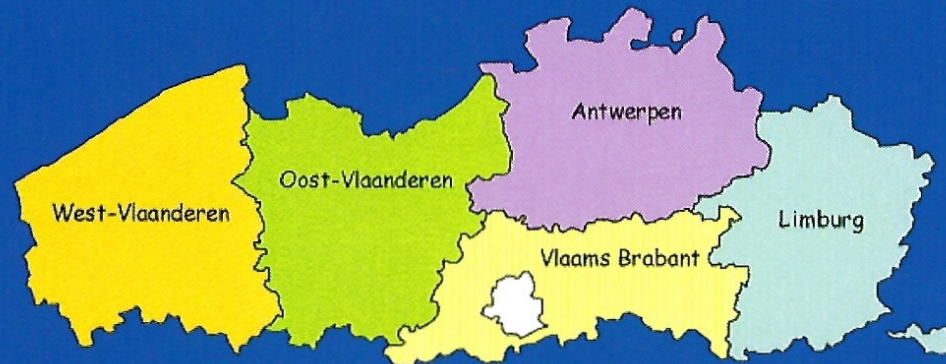 Antwerpen
Oost-Vlaanderen
West-Vlaanderen
Limburg
Vlaams Brabant